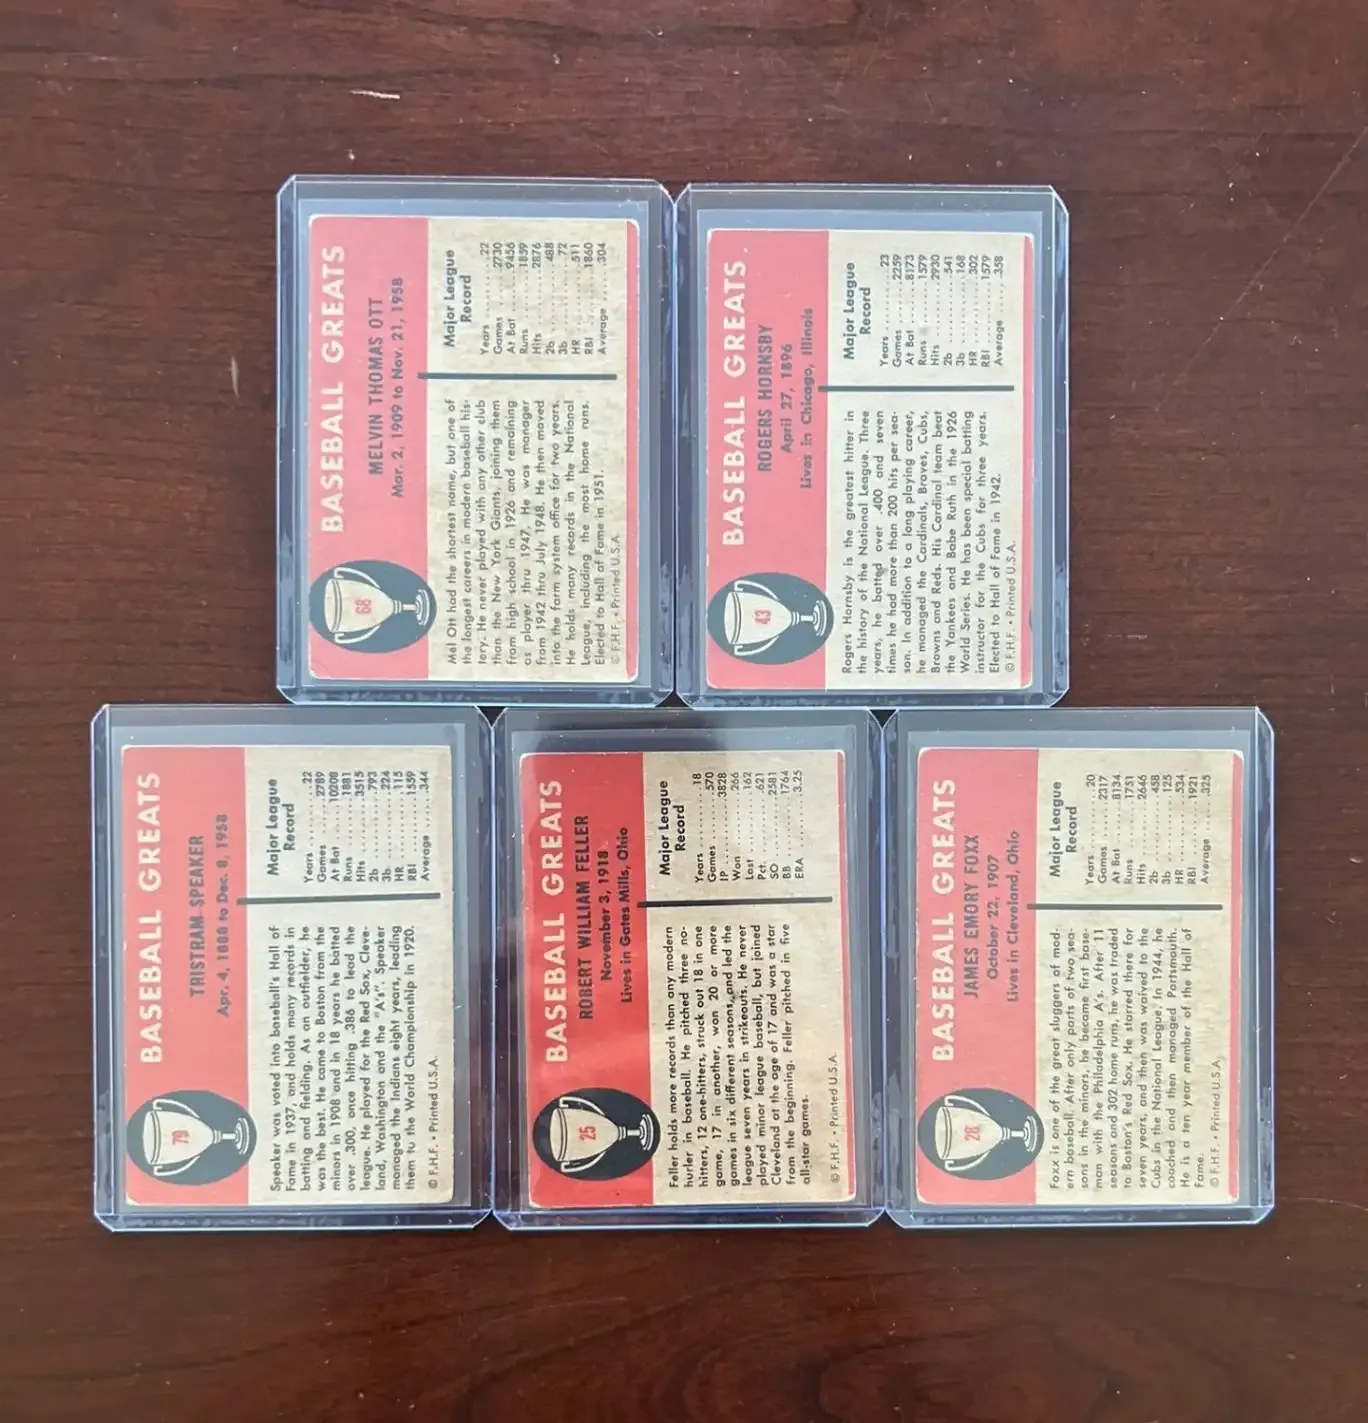 BASEBALL GREATS
79
TRISTRAM SPEAKER
Apr. 4, 1888 to Dec. 8, 1958
Speaker was voted into baseball's Hall of
Fame in 1937, and holds many records in
batting and fielding. As an outfielder, he
was the best. He came to Boston from the
minors in 1908 and in 18 years he batted
over .300, once hitting .386 to lead the
league. He played for the Red Sox, Cleve-
land, Washington and the "A's". Speaker
managed the Indians eight years, leading
them to the World Championship in 1920.
© F.H.F. • Printed U.S.A.
Major League
Record
Years ........ 22
Games ...... 2789
At Bat ..... 10208
Runs ....... 1881
Hits ........ 3515
2b .......... 793
3b .......... 224
HR .......... 115
RBI ........ 1559
Average .... .344
BASEBALL GREATS
25
ROBERT WILLIAM FELLER
November 3, 1918
Lives in Gates Mills, Ohio
Feller holds more records than any modern
hurler in baseball. He pitched three no-
hitters, 12 one-hitters, struck out 18 in one
game, 17 in another, won 20 or more
games in six different seasons, and led the
league seven years in strikeouts. He never
played minor league baseball, but joined
Cleveland at the age of 17 and was a star
from the beginning. Feller pitched in five
all-star games.
© F.H.F. • Printed U.S.A.
Major League
Record
Years ........ 18
Games ...... 570
IP ......... 3828
Won ........ 266
Lost ........ 162
Pct. ........ .621
SO ......... 2581
BB ......... 1764
ERA ........ 3.25
BASEBALL GREATS
28
JAMES EMORY FOXX
October 22, 1907
Lives in Cleveland, Ohio
Foxx is one of the great sluggers of mod-
ern baseball. After only parts of two sea-
sons in the minors, he became first base-
man with the Philadelphia A's. After 11
seasons and 302 home runs, he was traded
to Boston's Red Sox. He starred there for
seven years, and then was waived to the
Cubs in the National League. In 1944, he
coached and then managed Portsmouth.
He is a ten year member of the Hall of
Fame.
© F.H.F. • Printed U.S.A.
Major League
Record
Years ........ 20
Games ...... 2317
At Bat ...... 8134
Runs ....... 1751
Hits ........ 2646
2b .......... 458
3b .......... 125
HR .......... 534
RBI ........ 1921
Average .... .325
BASEBALL GREATS
68
MELVIN THOMAS OTT
Mar. 2, 1909 to Nov. 21, 1958
Mel Ott had the shortest name, but one of
the longest careers in modern baseball his-
tory. He never played with any other club
than the New York Giants, joining them
from high school in 1926 and remaining
as player thru 1947. He was manager
from 1942 thru July 1948. He then moved
into the farm system office for two years.
He holds many records in the National
League, including the most home runs.
Elected to Hall of Fame in 1951.
© F.H.F. • Printed U.S.A.
Major League
Record
Years ........ 22
Games ...... 2730
At Bat ...... 9456
Runs ....... 1859
Hits ........ 2876
2b .......... 488
3b .......... 72
HR .......... 511
RBI ........ 1860
Average .... .304
BASEBALL GREATS
43
ROGERS HORNSBY
April 27, 1896
Lives in Chicago, Illinois
Rogers Hornsby is the greatest hitter in
the history of the National League. Three
years, he batted over .400 and seven
times he had more than 200 hits per sea-
son. In addition to a long playing career,
he managed the Cardinals, Braves, Cubs,
Browns and Reds. His Cardinal team beat
the Yankees and Babe Ruth in the 1926
World Series. He has been special batting
instructor for the Cubs for three years.
Elected to Hall of Fame in 1942.
© F.H.F. • Printed U.S.A.
Major League
Record
Years ........ 23
Games ...... 2259
At Bat ...... 8173
Runs ....... 1579
Hits ........ 2930
2b .......... 541
3b .......... 168
HR .......... 302
RBI ........ 1579
Average .... .358